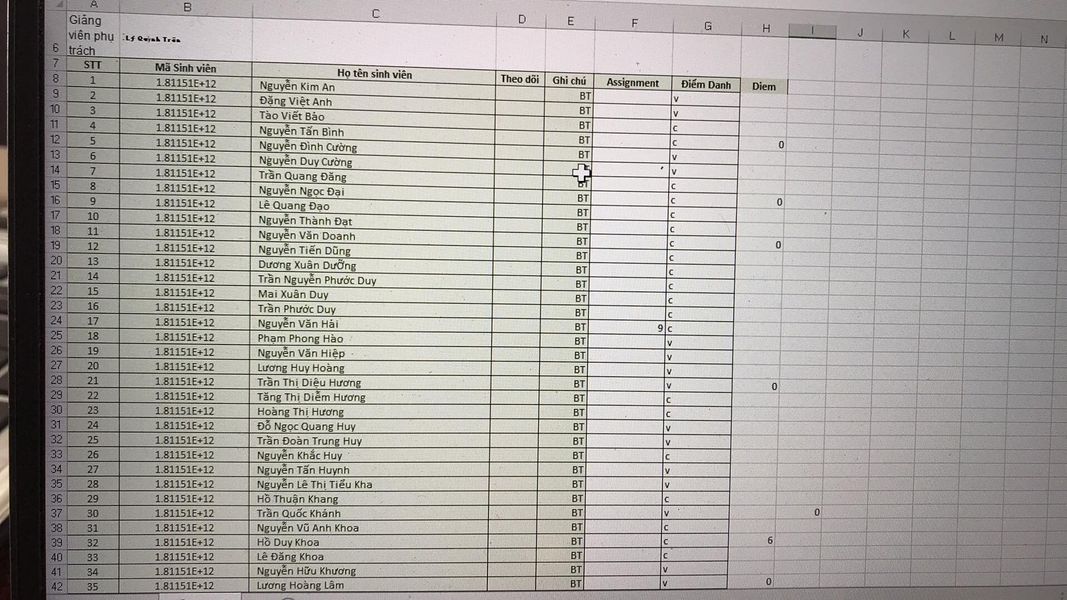 A B C D E F G H I J K L M N
Giảng
viên phụ
6 trách Lý Quỳnh Trân
7 STT Mã Sinh viên Họ tên sinh viên Theo dõi Ghi chú Assignment Điểm Danh Diem
8 1 1.81151E+12 Nguyễn Kim An BT v
9 2 1.81151E+12 Đặng Việt Anh BT v
10 3 1.81151E+12 Tào Viết Bảo BT c
11 4 1.81151E+12 Nguyễn Tấn Bình BT c 0
12 5 1.81151E+12 Nguyễn Đình Cường BT v
13 6 1.81151E+12 Nguyễn Duy Cường v
14 7 1.81151E+12 Trần Quang Đăng BT c
15 8 1.81151E+12 Nguyễn Ngọc Đại BT c 0
16 9 1.81151E+12 Lê Quang Đạo BT c
17 10 1.81151E+12 Nguyễn Thành Đạt BT c
18 11 1.81151E+12 Nguyễn Văn Doanh BT c 0
19 12 1.81151E+12 Nguyễn Tiến Dũng BT c
20 13 1.81151E+12 Dương Xuân Dưỡng BT c
21 14 1.81151E+12 Trần Nguyễn Phước Duy BT c
22 15 1.81151E+12 Mai Xuân Duy BT c
23 16 1.81151E+12 Trần Phước Duy BT c
24 17 1.81151E+12 Nguyễn Văn Hải BT 9 c
25 18 1.81151E+12 Phạm Phong Hào BT v
26 19 1.81151E+12 Nguyễn Văn Hiệp BT v
27 20 1.81151E+12 Lương Huy Hoàng BT v
28 21 1.81151E+12 Trần Thị Diệu Hương BT v 0
29 22 1.81151E+12 Tăng Thị Diễm Hương BT c
30 23 1.81151E+12 Hoàng Thị Hương BT c
31 24 1.81151E+12 Đỗ Ngọc Quang Huy BT v
32 25 1.81151E+12 Trần Đoàn Trung Huy BT v
33 26 1.81151E+12 Nguyễn Khắc Huy BT c
34 27 1.81151E+12 Nguyễn Tấn Huynh BT v
35 28 1.81151E+12 Nguyễn Lê Thị Tiểu Kha BT v
36 29 1.81151E+12 Hồ Thuận Khang BT c
37 30 1.81151E+12 Trần Quốc Khánh BT v 0
38 31 1.81151E+12 Nguyễn Vũ Anh Khoa BT c
39 32 1.81151E+12 Hồ Duy Khoa BT c 6
40 33 1.81151E+12 Lê Đăng Khoa BT c
41 34 1.81151E+12 Nguyễn Hữu Khương BT v
42 35 1.81151E+12 Lương Hoàng Lâm BT v 0